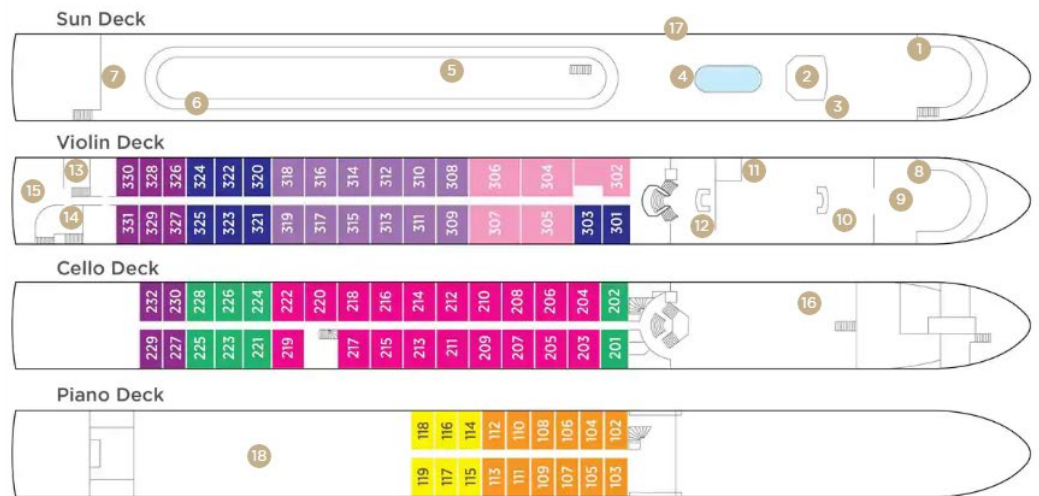 Sun Deck
17
1
7 5 4 2
6 3
Violin Deck
13 330 328 326 324 322 320 318 316 314 312 310 308 306 304 302 11 8
15 9
14 331 329 327 325 323 321 319 317 315 313 311 309 307 305 303 301 12 10
Cello Deck
232 230 228 226 224 222 220 218 216 214 212 210 208 206 204 202 16
229 227 225 223 221 219 217 215 213 211 209 207 205 203 201
Piano Deck
118 116 114 112 110 108 106 104 102
18 119 117 115 113 111 109 107 105 103